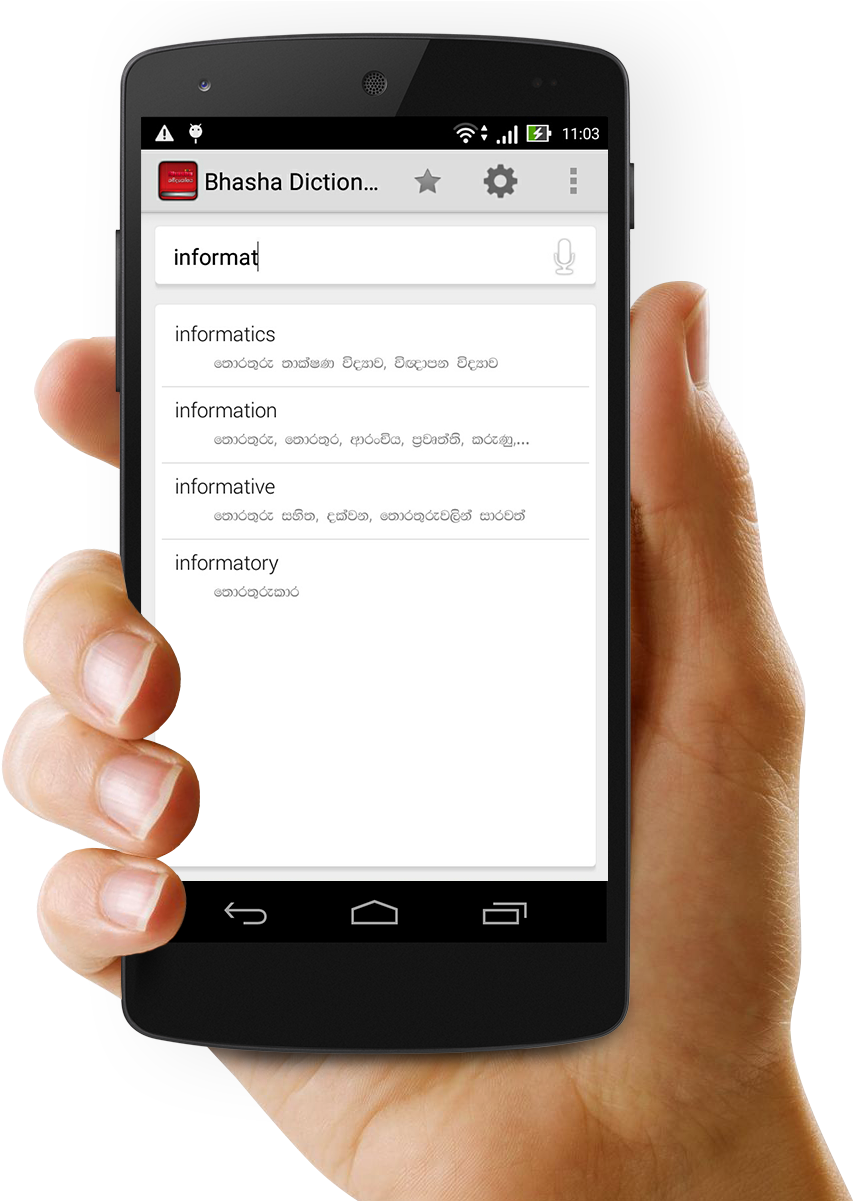 11:03
Bhasha Diction...
informat
informatics
තොරතුරු තාක්ෂණ විද්‍යාව, විඥාපන විද්‍යාව
information
තොරතුරු, තොරතුර, ආරංචිය, ප්‍රවෘත්ති, කරුණු,...
informative
තොරතුරු සහිත, දක්වන, තොරතුරුවලින් සාරවත්
informatory
තොරතුරුකාර